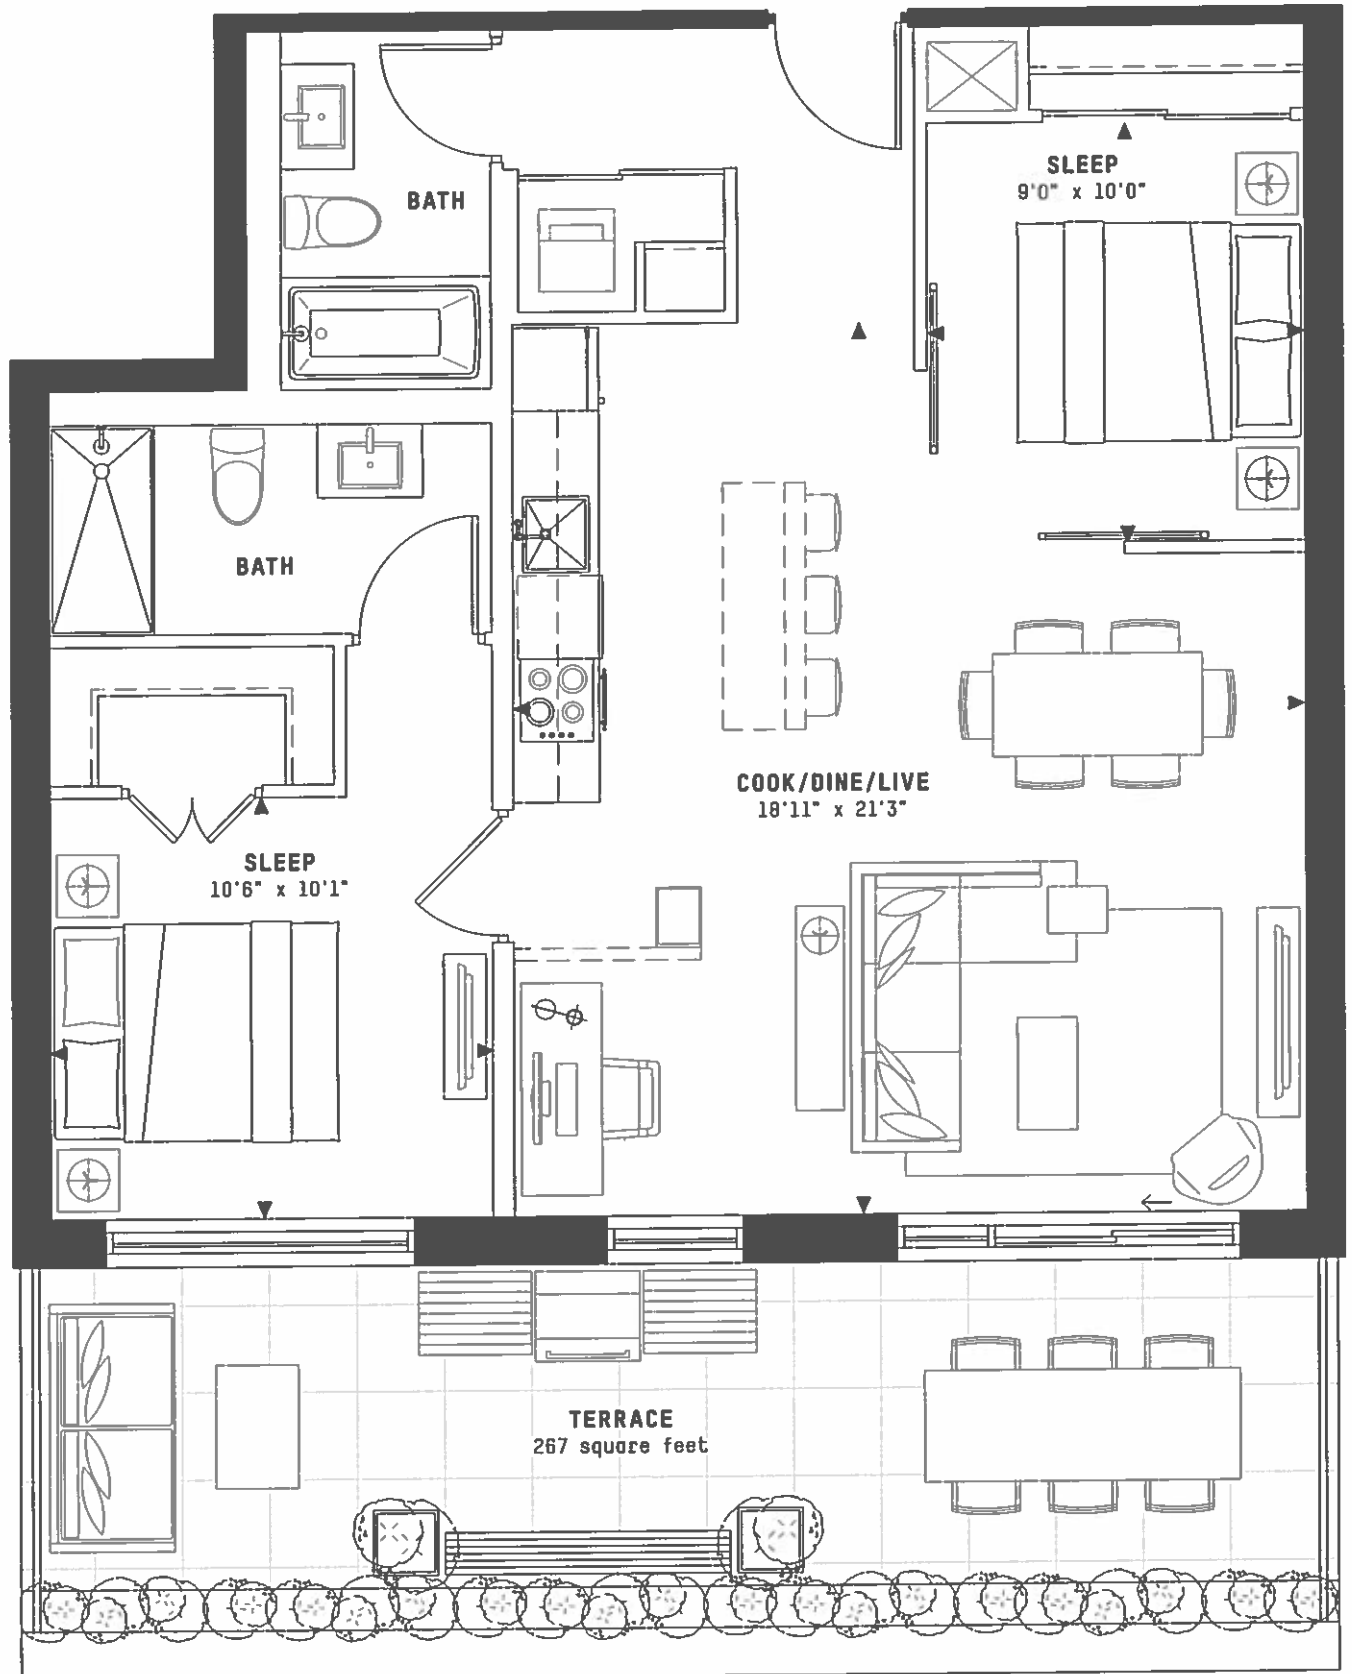 SLEEP
9'0" x 10'0"
BATH
BATH
COOK/DINE/LIVE
18'11" x 21'3"
SLEEP
10'6" x 10'1"
TERRACE
267 square feet